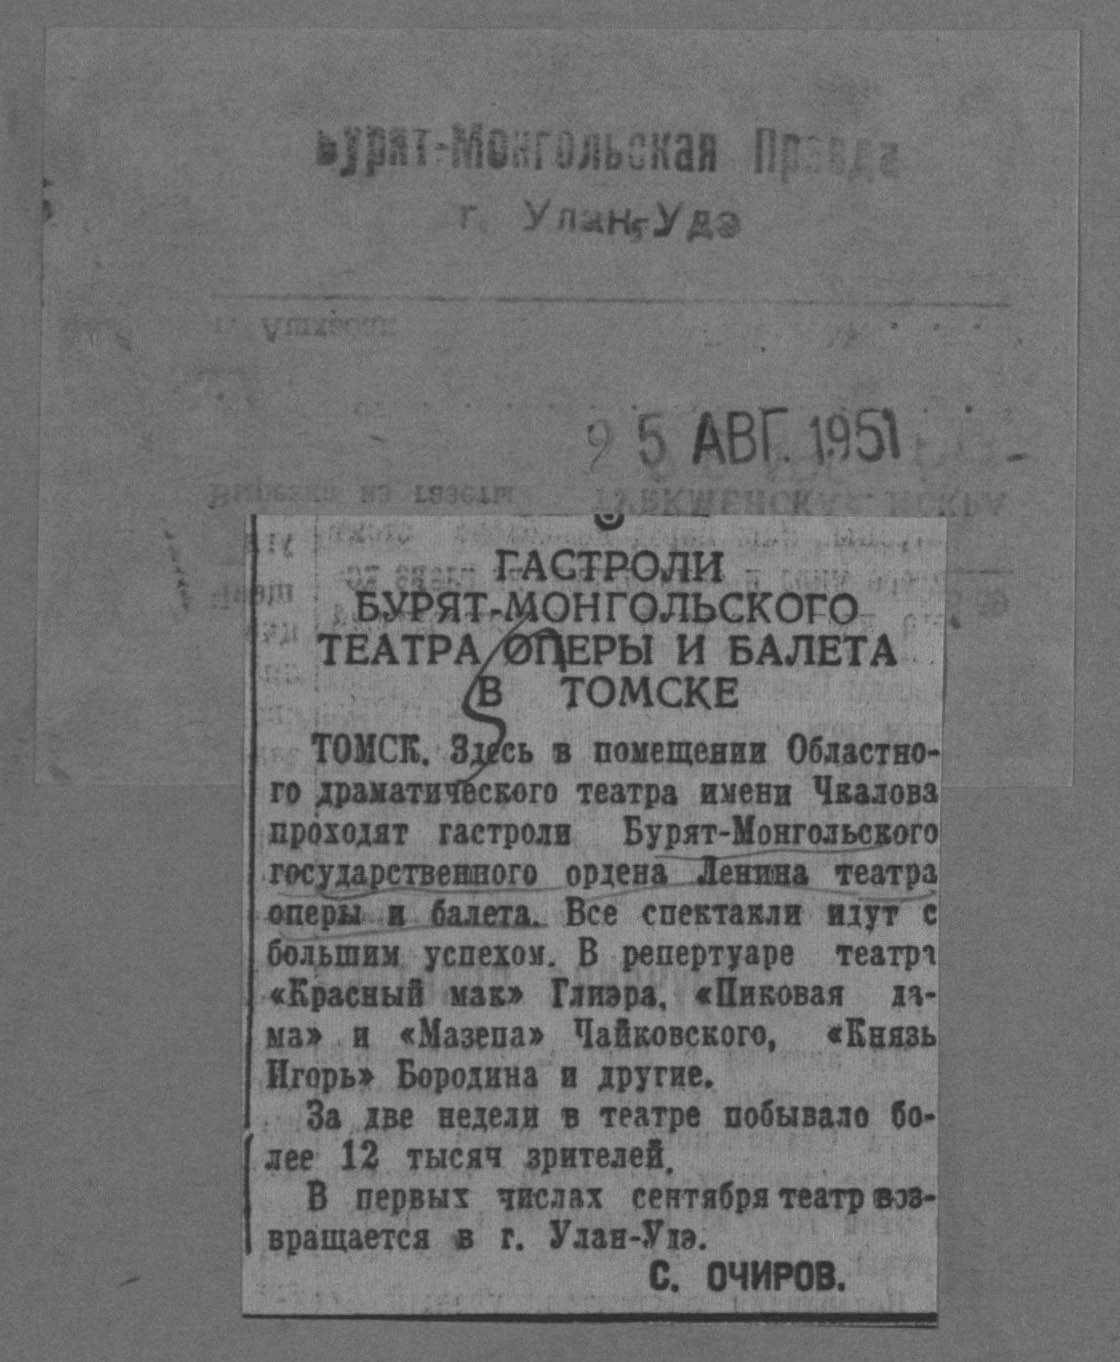 Бурят-Монгольская Правда
г. Улан-Удэ
25 АВГ. 1951
ГАСТРОЛИ
БУРЯТ-МОНГОЛЬСКОГО
ТЕАТРА ОПЕРЫ И БАЛЕТА
В ТОМСКЕ
ТОМСК. Здесь в помещении Областно-
го драматического театра имени Чкалова
проходят гастроли Бурят-Монгольского
государственного ордена Ленина театра
оперы и балета. Все спектакли идут с
большим успехом. В репертуаре театра
«Красный мак» Глиэра, «Пиковая да-
ма» и «Мазепа» Чайковского, «Князь
Игорь» Бородина и другие.
За две недели в театре побывало бо-
лее 12 тысяч зрителей.
В первых числах сентября театр воз-
вращается в г. Улан-Удэ.
С. ОЧИРОВ.